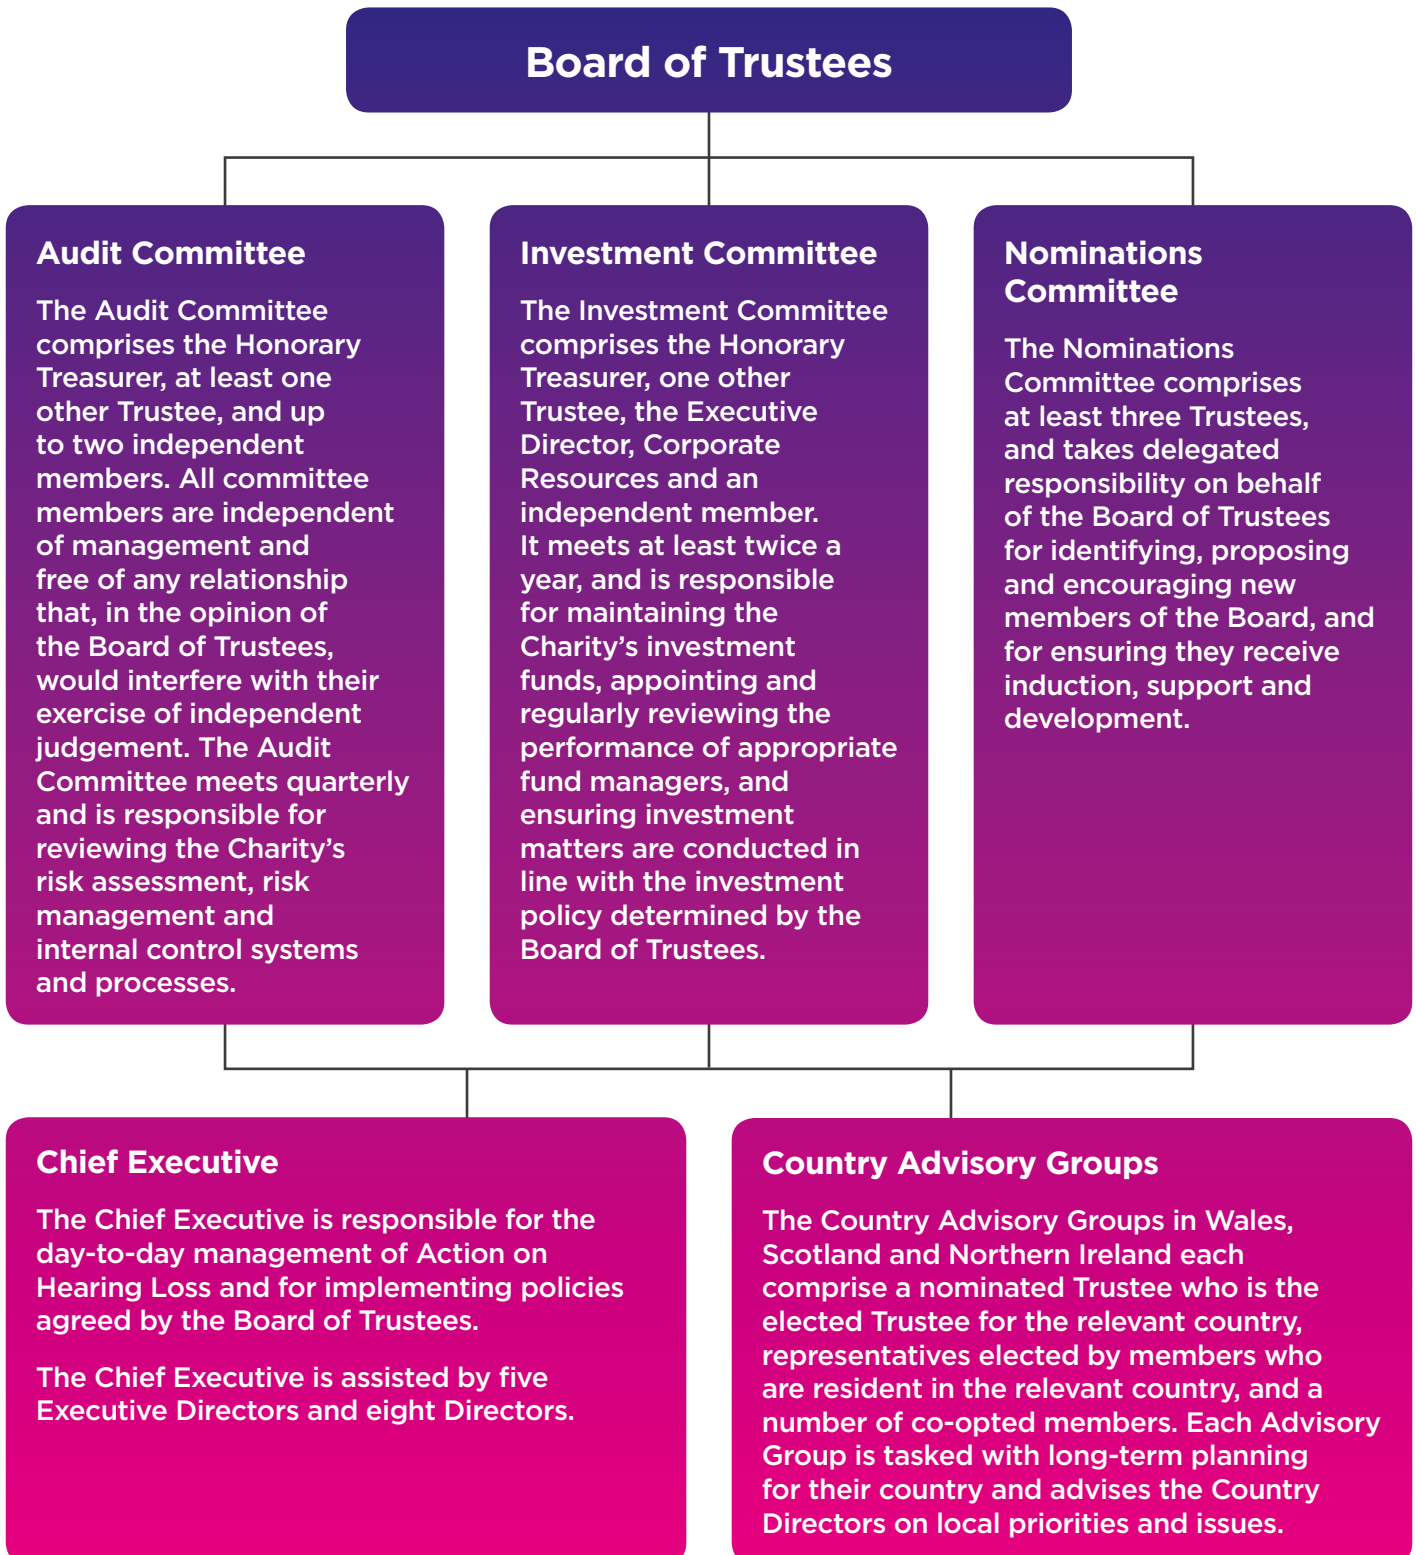 Board of Trustees
Audit Committee
The Audit Committee
comprises the Honorary
Treasurer, at least one
other Trustee, and up
to two independent
members. All committee
members are independent
of management and
free of any relationship
that, in the opinion of
the Board of Trustees,
would interfere with their
exercise of independent
judgement. The Audit
Committee meets quarterly
and is responsible for
reviewing the Charity’s
risk assessment, risk
management and
internal control systems
and processes.
Investment Committee
The Investment Committee
comprises the Honorary
Treasurer, one other
Trustee, the Executive
Director, Corporate
Resources and an
independent member.
It meets at least twice a
year, and is responsible
for maintaining the
Charity’s investment
funds, appointing and
regularly reviewing the
performance of appropriate
fund managers, and
ensuring investment
matters are conducted in
line with the investment
policy determined by the
Board of Trustees.
Nominations
Committee
The Nominations
Committee comprises
at least three Trustees,
and takes delegated
responsibility on behalf
of the Board of Trustees
for identifying, proposing
and encouraging new
members of the Board, and
for ensuring they receive
induction, support and
development.
Chief Executive
The Chief Executive is responsible for the
day-to-day management of Action on
Hearing Loss and for implementing policies
agreed by the Board of Trustees.
The Chief Executive is assisted by five
Executive Directors and eight Directors.
Country Advisory Groups
The Country Advisory Groups in Wales,
Scotland and Northern Ireland each
comprise a nominated Trustee who is the
elected Trustee for the relevant country,
representatives elected by members who
are resident in the relevant country, and a
number of co-opted members. Each Advisory
Group is tasked with long-term planning
for their country and advises the Country
Directors on local priorities and issues.